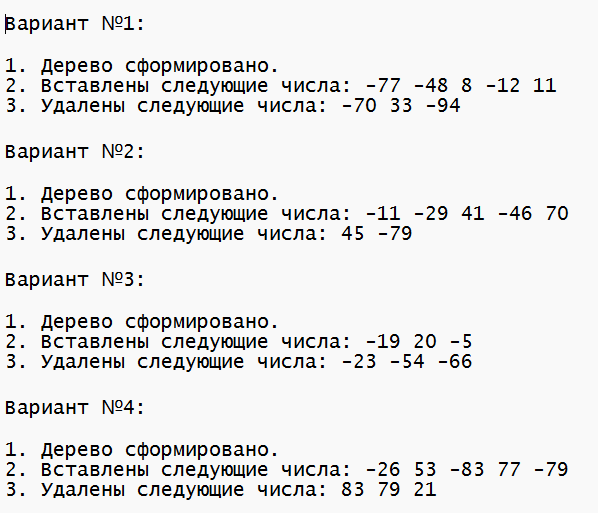 Вариант №1:
1. Дерево сформировано.
2. Вставлены следующие числа: -77 -48 8 -12 11
3. Удалены следующие числа: -70 33 -94
Вариант №2:
1. Дерево сформировано.
2. Вставлены следующие числа: -11 -29 41 -46 70
3. Удалены следующие числа: 45 -79
Вариант №3:
1. Дерево сформировано.
2. Вставлены следующие числа: -19 20 -5
3. Удалены следующие числа: -23 -54 -66
Вариант №4:
1. Дерево сформировано.
2. Вставлены следующие числа: -26 53 -83 77 -79
3. Удалены следующие числа: 83 79 21